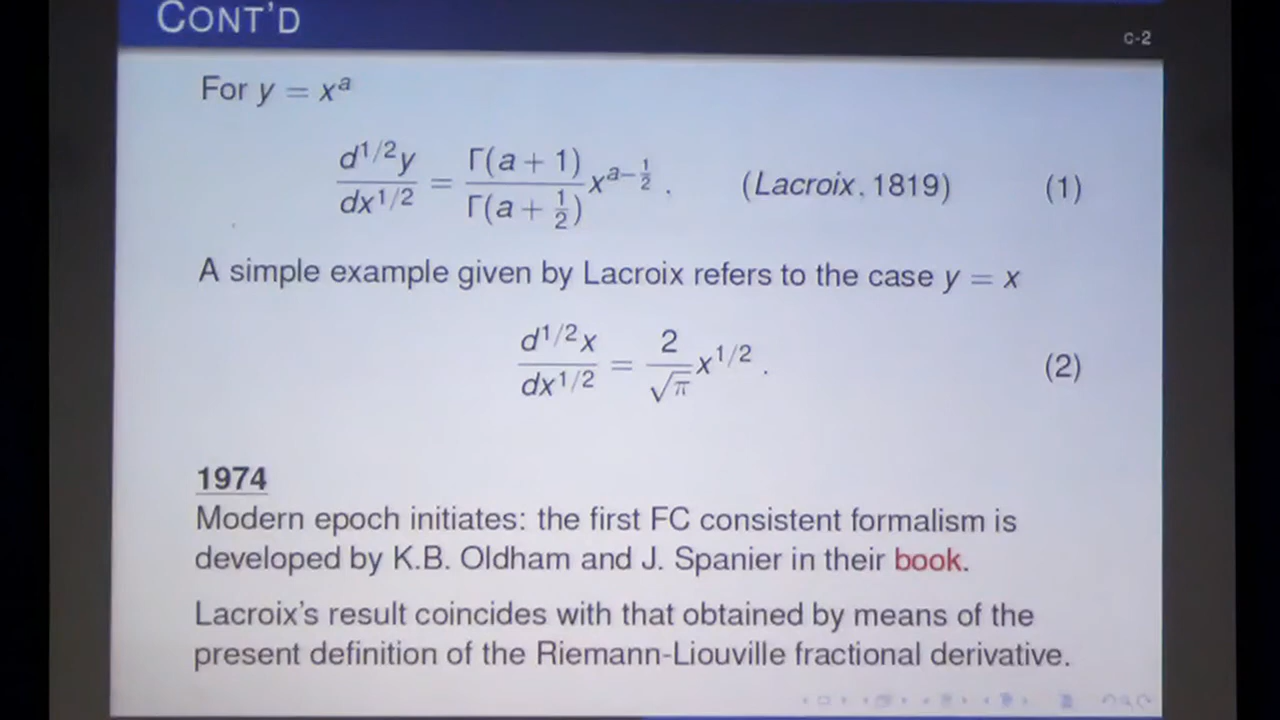 CONT'D
c-2
For y = x^a
d^{1/2}y / dx^{1/2} = Γ(a + 1) / Γ(a + 1/2) x^{a−1/2} . (Lacroix. 1819) (1)
A simple example given by Lacroix refers to the case y = x
d^{1/2}x / dx^{1/2} = 2 / √π x^{1/2} . (2)
1974
Modern epoch initiates: the first FC consistent formalism is
developed by K.B. Oldham and J. Spanier in their book.
Lacroix's result coincides with that obtained by means of the
present definition of the Riemann-Liouville fractional derivative.